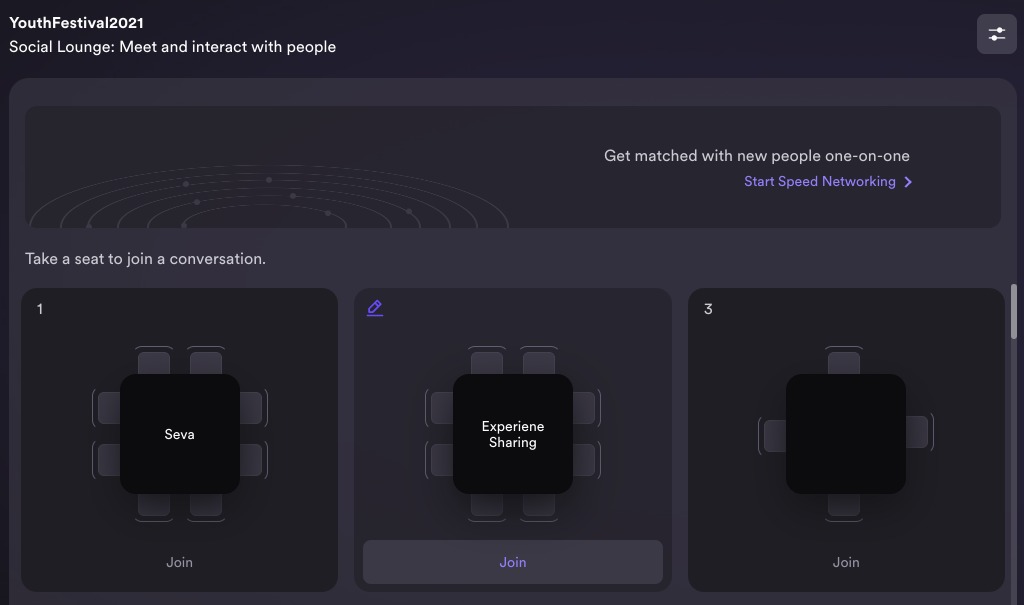 YouthFestival2021
Social Lounge: Meet and interact with people
Get matched with new people one-on-one
Start Speed Networking
Take a seat to join a conversation.
1
Seva
Join
Experiene
Sharing
Join
3
Join